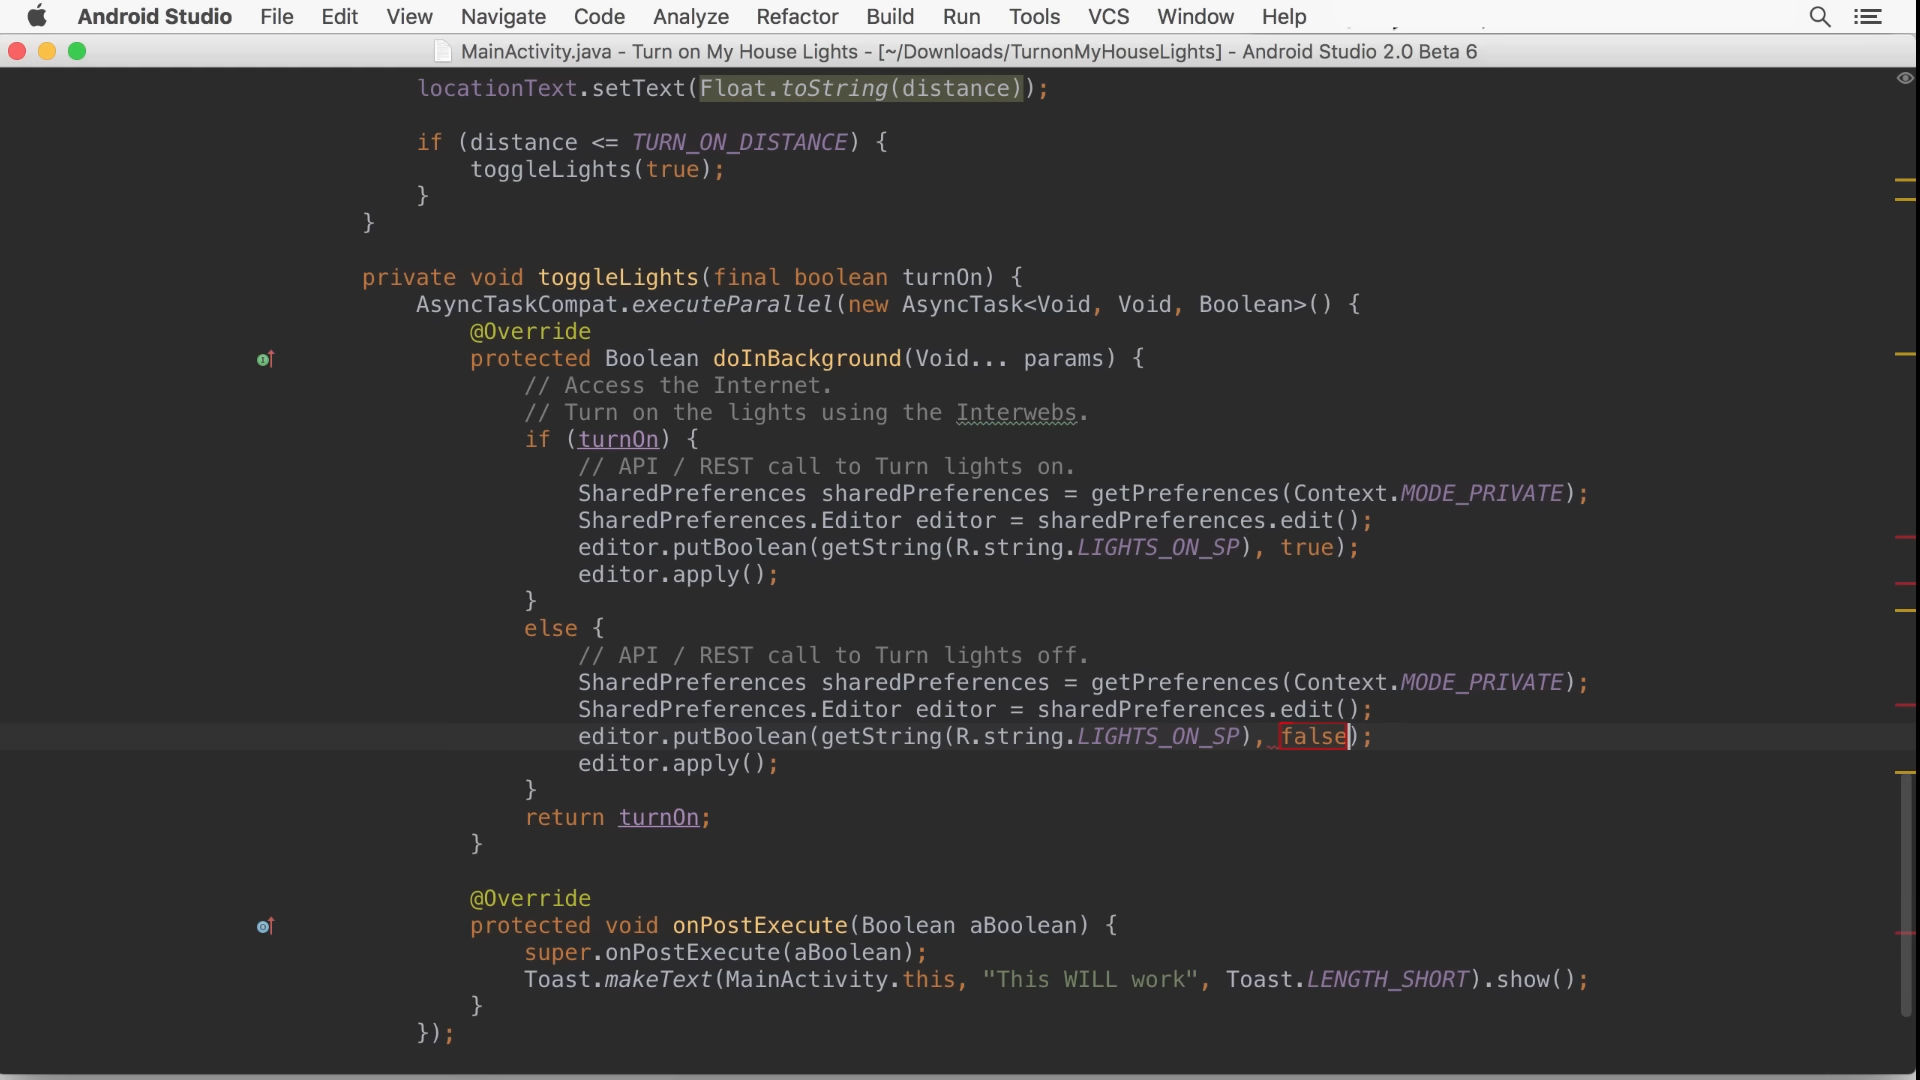 Android Studio File Edit View Navigate Code Analyze Refactor Build Run Tools VCS Window Help
MainActivity.java - Turn on My House Lights - [~/Downloads/TurnonMyHouseLights] - Android Studio 2.0 Beta 6
locationText.setText(Float.toString(distance));
if (distance <= TURN_ON_DISTANCE) {
toggleLights(true);
}
}
private void toggleLights(final boolean turnOn) {
AsyncTaskCompat.executeParallel(new AsyncTask<Void, Void, Boolean>() {
@Override
protected Boolean doInBackground(Void... params) {
// Access the Internet.
// Turn on the lights using the Interwebs.
if (turnOn) {
// API / REST call to Turn lights on.
SharedPreferences sharedPreferences = getPreferences(Context.MODE_PRIVATE);
SharedPreferences.Editor editor = sharedPreferences.edit();
editor.putBoolean(getString(R.string.LIGHTS_ON_SP), true);
editor.apply();
}
else {
// API / REST call to Turn lights off.
SharedPreferences sharedPreferences = getPreferences(Context.MODE_PRIVATE);
SharedPreferences.Editor editor = sharedPreferences.edit();
editor.putBoolean(getString(R.string.LIGHTS_ON_SP), false);
editor.apply();
}
return turnOn;
}
@Override
protected void onPostExecute(Boolean aBoolean) {
super.onPostExecute(aBoolean);
Toast.makeText(MainActivity.this, "This WILL work", Toast.LENGTH_SHORT).show();
}
});